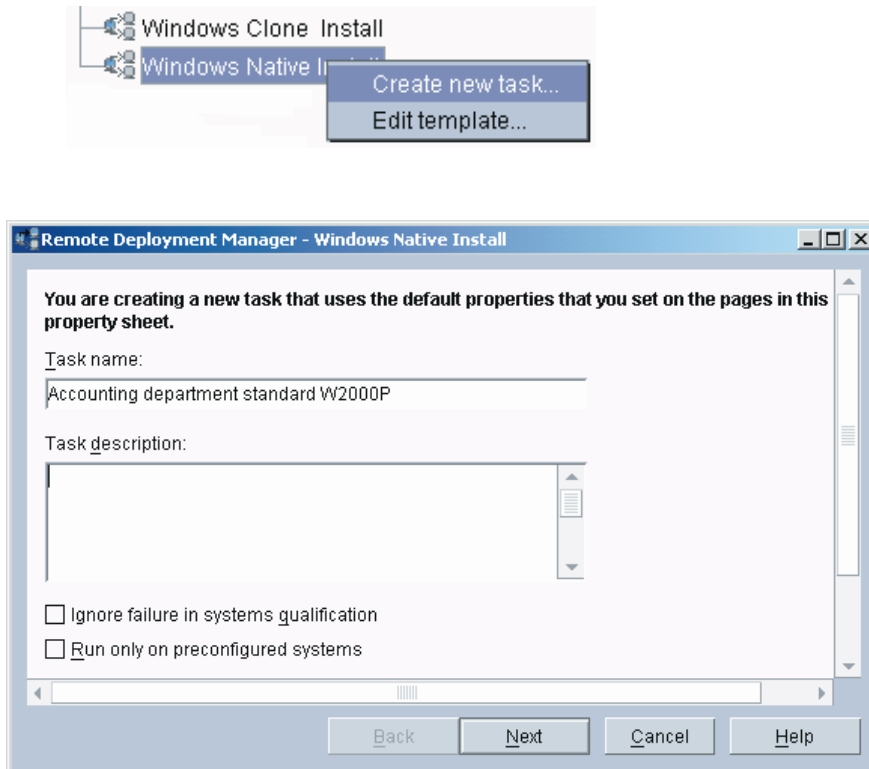 Windows Clone Install
Windows Native Install
Create new task...
Edit template...
Remote Deployment Manager - Windows Native Install
You are creating a new task that uses the default properties that you set on the pages in this
property sheet.
Task name:
Accounting department standard W2000P
Task description:
Ignore failure in systems qualification
Run only on preconfigured systems
Back Next Cancel Help